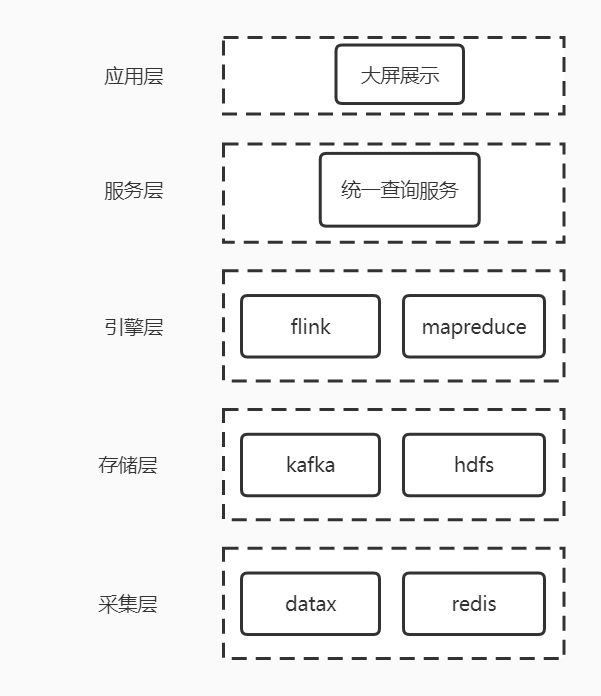 应用层
大屏展示
服务层
统一查询服务
引擎层
flink
mapreduce
存储层
kafka
hdfs
采集层
datax
redis